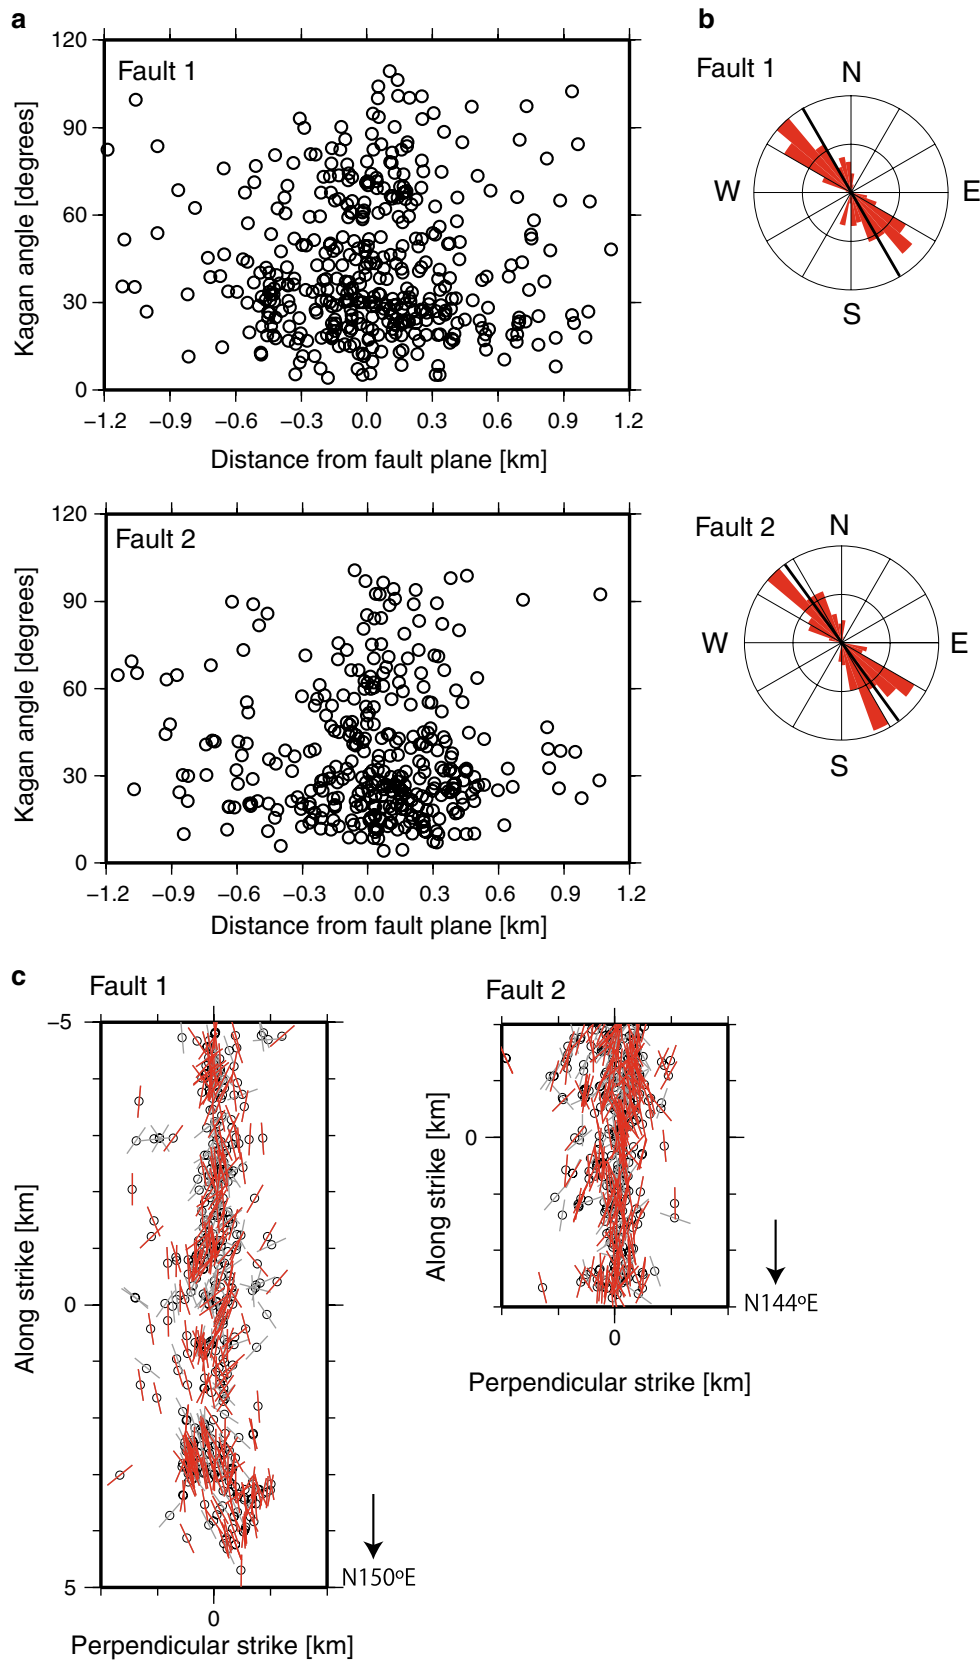 a
b
Fault 1
Kagan angle [degrees]
120
90
60
30
0
−1.2 −0.9 −0.6 −0.3 0.0 0.3 0.6 0.9 1.2
Distance from fault plane [km]
Fault 1
N
W E
S
Fault 2
Kagan angle [degrees]
120
90
60
30
0
−1.2 −0.9 −0.6 −0.3 0.0 0.3 0.6 0.9 1.2
Distance from fault plane [km]
Fault 2
N
W E
S
c
Fault 1
Along strike [km]
−5
0
5
0
Perpendicular strike [km]
N150ºE
Fault 2
Along strike [km]
0
0
Perpendicular strike [km]
N144ºE